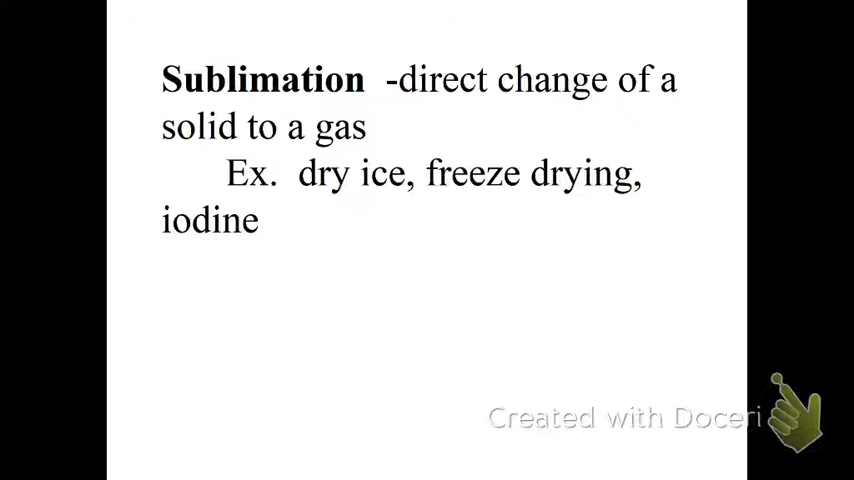 Sublimation -direct change of a
solid to a gas
Ex. dry ice, freeze drying,
iodine
Created with Doceri